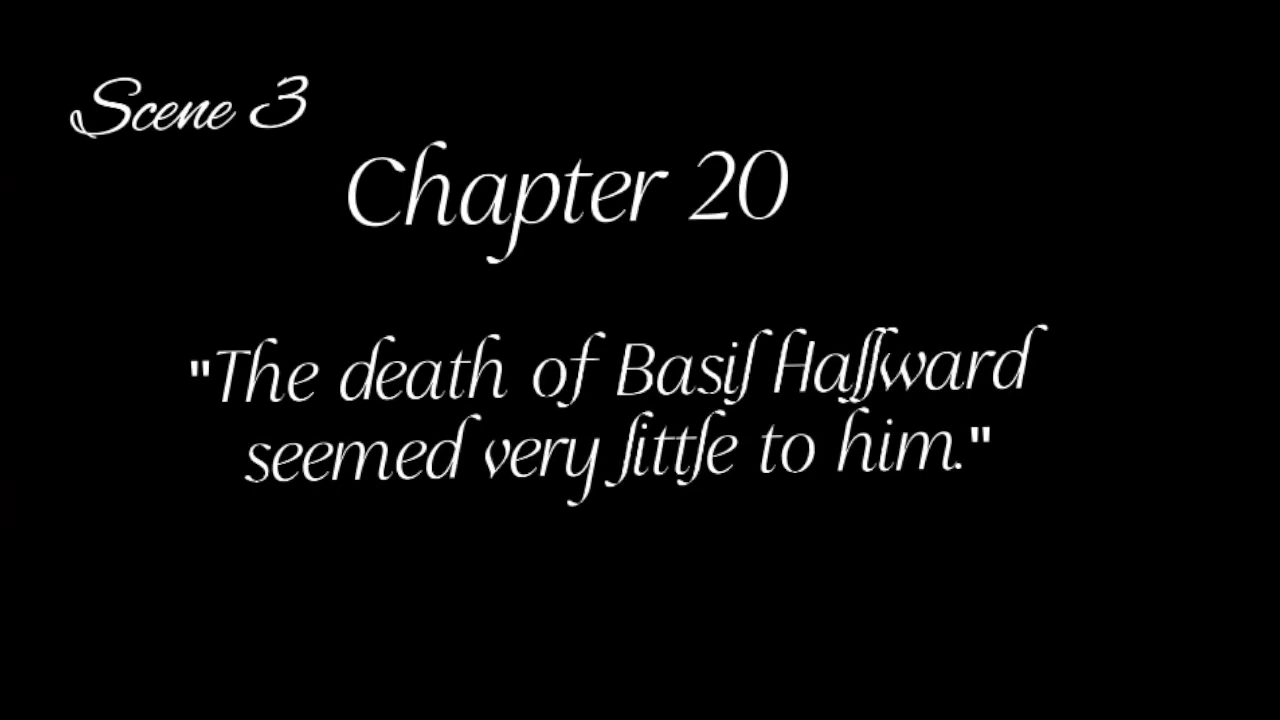 Scene 3
Chapter 20
"The death of Basil Hallward
seemed very little to him."